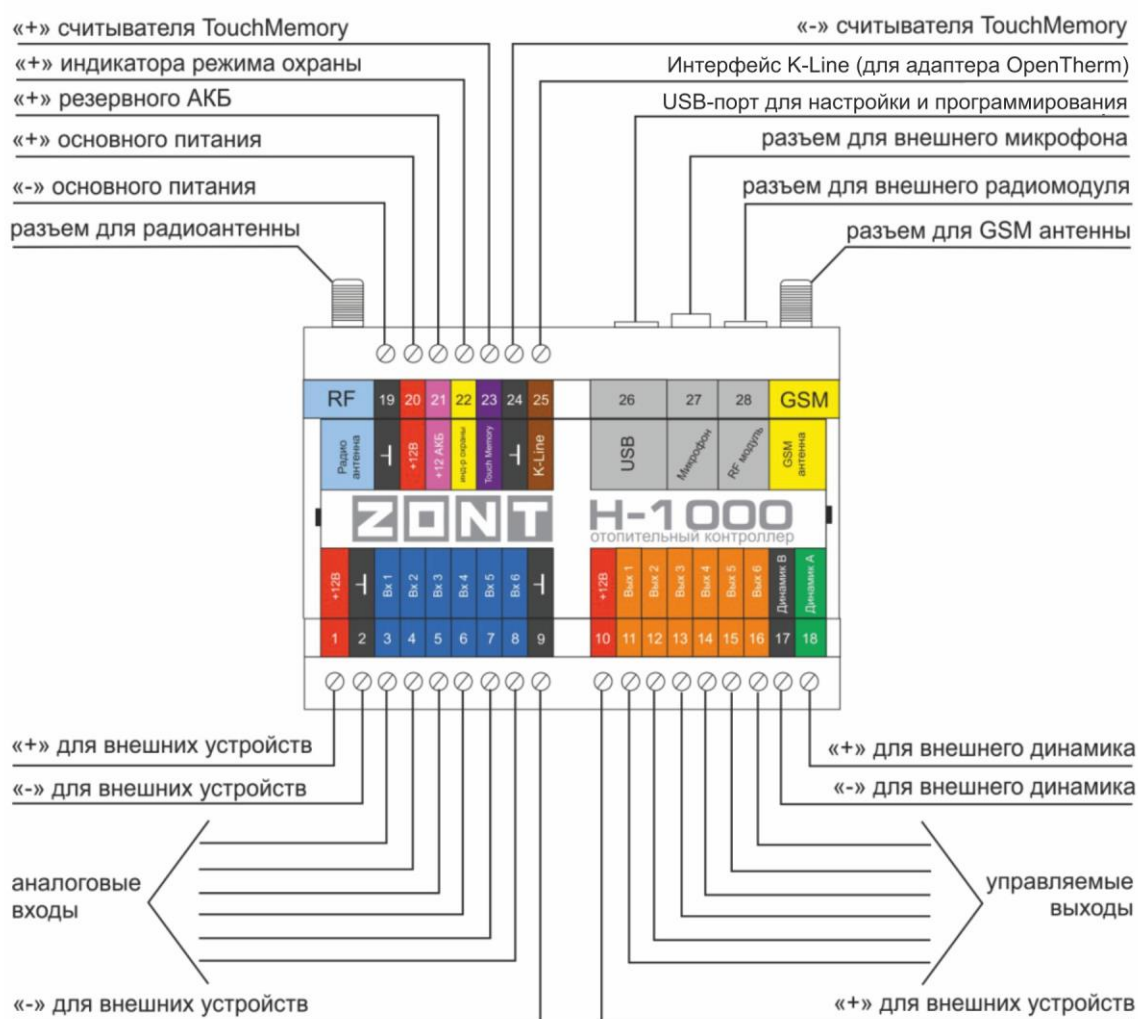 «+» считывателя TouchMemory
«+» индикатора режима охраны
«+» резервного АКБ
«+» основного питания
«-» основного питания
разъем для радиоантенны
«-» считывателя TouchMemory
Интерфейс K-Line (для адаптера OpenTherm)
USB-порт для настройки и программирования
разъем для внешнего микрофона
разъем для внешнего радиомодуля
разъем для GSM антенны
RF 19 20 21 22 23 24 25 26 27 28 GSM
Радио
антенна
+12В
+12 АКБ
инд-р охраны
Touch Memory
K-Line
USB
Микрофон
RF модуль
GSM
антенна
ZONT H-1000
отопительный контроллер
+12В
Вх 1
Вх 2
Вх 3
Вх 4
Вх 5
Вх 6
+12В
Вых 1
Вых 2
Вых 3
Вых 4
Вых 5
Вых 6
Динамик В
Динамик А
1 2 3 4 5 6 7 8 9 10 11 12 13 14 15 16 17 18
«+» для внешних устройств
«-» для внешних устройств
аналоговые
входы
«-» для внешних устройств
«+» для внешнего динамика
«-» для внешнего динамика
управляемые
выходы
«+» для внешних устройств